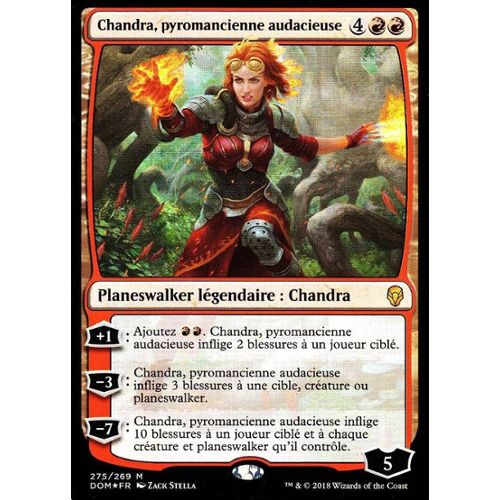 Chandra, pyromancienne audacieuse 4
Planeswalker légendaire : Chandra
+1 : Ajoutez . Chandra, pyromancienne
audacieuse inflige 2 blessures à un joueur ciblé.
-3 : Chandra, pyromancienne audacieuse
inflige 3 blessures à une cible, créature ou
planeswalker.
-7 : Chandra, pyromancienne audacieuse inflige
10 blessures à un joueur ciblé et à chaque
créature et planeswalker qu'il contrôle.
5
275/269 M
DOM★FR Zack Stella
™ & © 2018 Wizards of the Coast